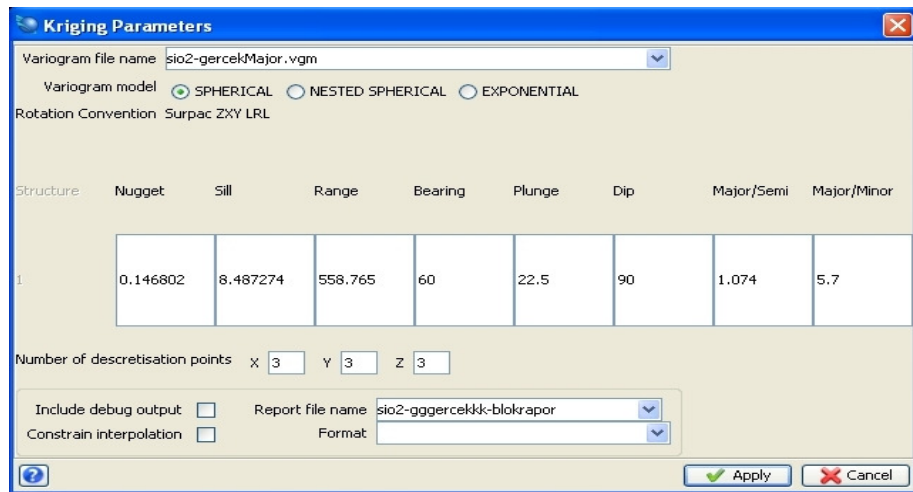 Kriging Parameters
Variogram file name sio2-gercekMajor.vgm
Variogram model SPHERICAL NESTED SPHERICAL EXPONENTIAL
Rotation Convention Surpac ZXY LRL
Structure Nugget Sill Range Bearing Plunge Dip Major/Semi Major/Minor
1 0.146802 8.487274 558.765 60 22.5 90 1.074 5.7
Number of descretisation points X 3 Y 3 Z 3
Include debug output Report file name sio2-gggercekkk-blokrapor
Constrain interpolation Format
? Apply Cancel